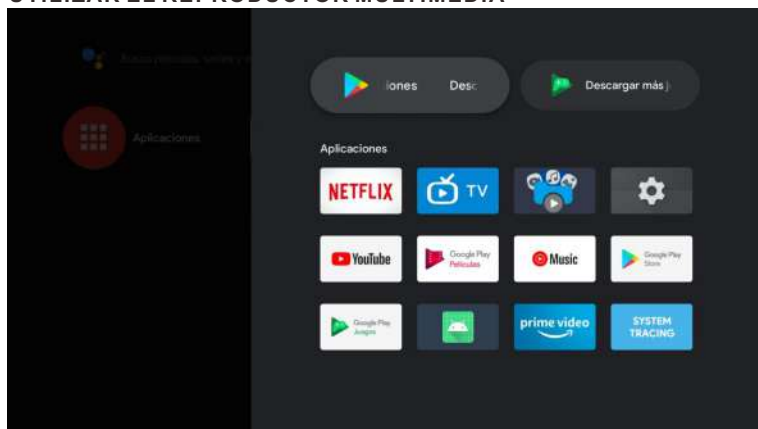 UTILIZAR EL REPRODUCTOR MULTIMEDIA
iones Desc
Descargar más j
Aplicaciones
Aplicaciones
NETFLIX
TV
YouTube
Google Play
Películas
Music
Google Play
Store
Google Play
Juegos
prime video
SYSTEM
TRACING